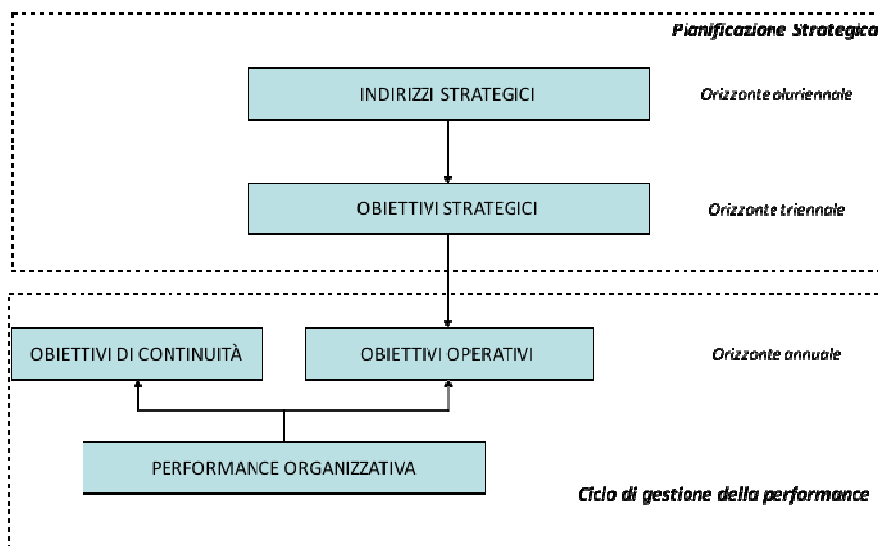 Pianificazione Strategica
INDIRIZZI STRATEGICI
Orizzonte pluriennale
OBIETTIVI STRATEGICI
Orizzonte triennale
OBIETTIVI DI CONTINUITÀ
OBIETTIVI OPERATIVI
Orizzonte annuale
PERFORMANCE ORGANIZZATIVA
Ciclo di gestione della performance